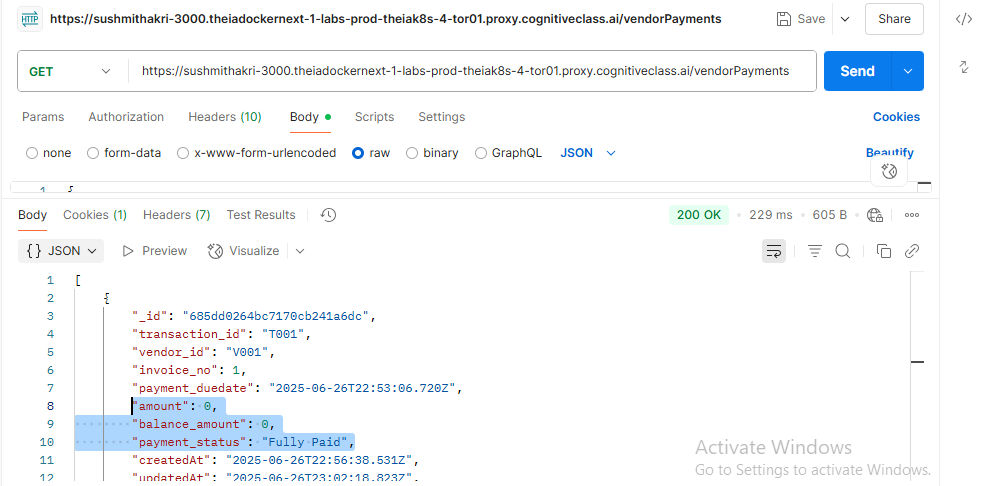 HTTP https://sushmithakri-3000.theiadockernext-1-labs-prod-theiak8s-4-tor01.proxy.cognitiveclass.ai/vendorPayments Save Share
GET https://sushmithakri-3000.theiadockernext-1-labs-prod-theiak8s-4-tor01.proxy.cognitiveclass.ai/vendorPayments Send
Params Authorization Headers (10) Body Scripts Settings Cookies
none form-data x-www-form-urlencoded raw binary GraphQL JSON Beautify
1 {
Body Cookies (1) Headers (7) Test Results 200 OK • 229 ms • 605 B
{} JSON Preview Visualize
1 [
2 {
3 "_id": "685dd0264bc7170cb241a6dc",
4 "transaction_id": "T001",
5 "vendor_id": "V001",
6 "invoice_no": 1,
7 "payment_duedate": "2025-06-26T22:53:06.720Z",
8 "amount": 0,
9 "balance_amount": 0,
10 "payment_status": "Fully Paid",
11 "createdAt": "2025-06-26T22:56:38.531Z",
12 "updatedAt": "2025-06-26T23:02:18.823Z",
Activate Windows
Go to Settings to activate Windows.